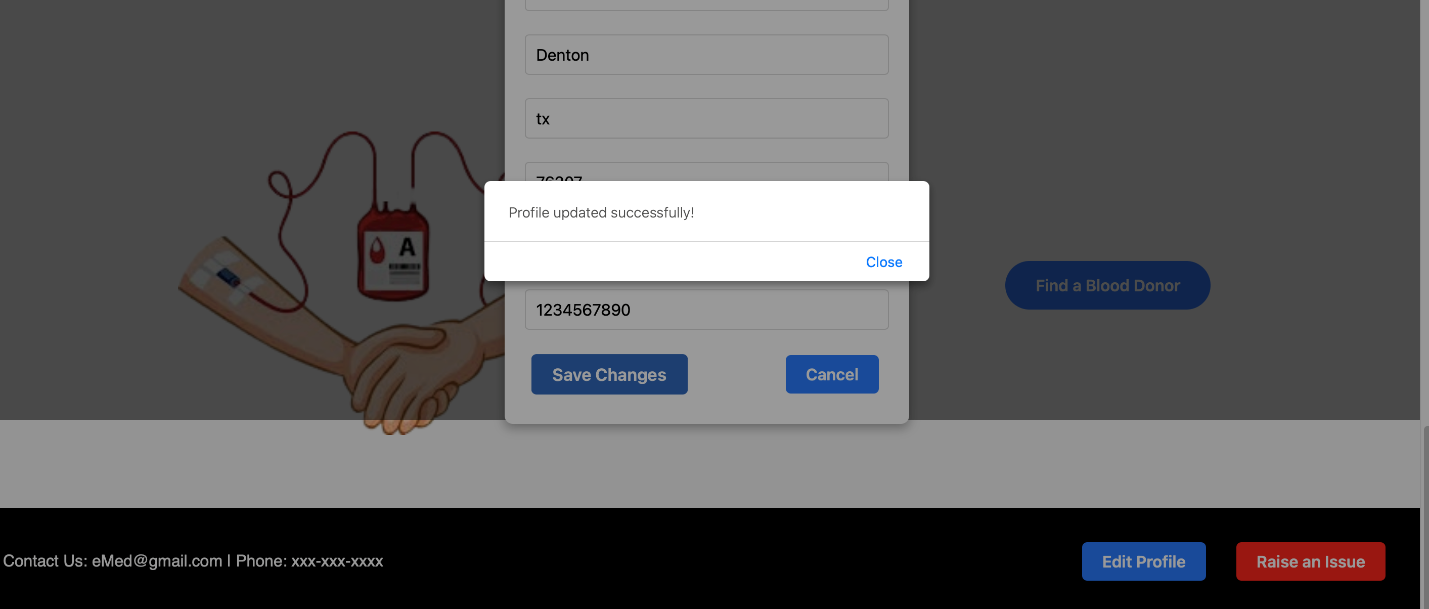 Denton
tx
Profile updated successfully!
Close
A
Find a Blood Donor
1234567890
Save Changes
Cancel
Contact Us: eMed@gmail.com | Phone: xxx-xxx-xxxx
Edit Profile
Raise an Issue